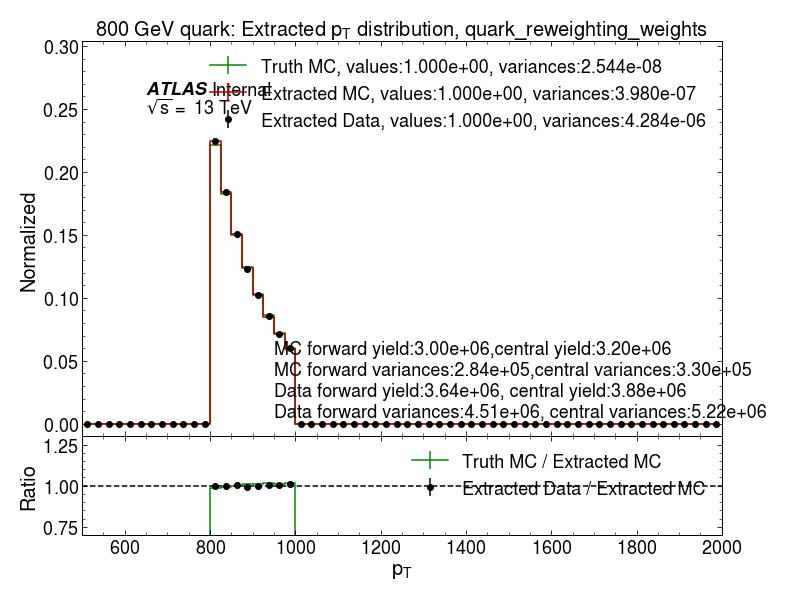 800 GeV quark: Extracted pT distribution, quark_reweighting_weights
0.30
Truth MC, values:1.000e+00, variances:2.544e-08
ATLAS Internal
Extracted MC, values:1.000e+00, variances:3.980e-07
√s = 13 TeV
0.25
Extracted Data, values:1.000e+00, variances:4.284e-06
0.20
Normalized
0.15
0.10
MC forward yield:3.00e+06,central yield:3.20e+06
0.05
MC forward variances:2.84e+05,central variances:3.30e+05
Data forward yield:3.64e+06, central yield:3.88e+06
Data forward variances:4.51e+06, central variances:5.22e+06
0.00
1.25
Truth MC / Extracted MC
Ratio
1.00
Extracted Data / Extracted MC
0.75
600 800 1000 1200 1400 1600 1800 2000
pT